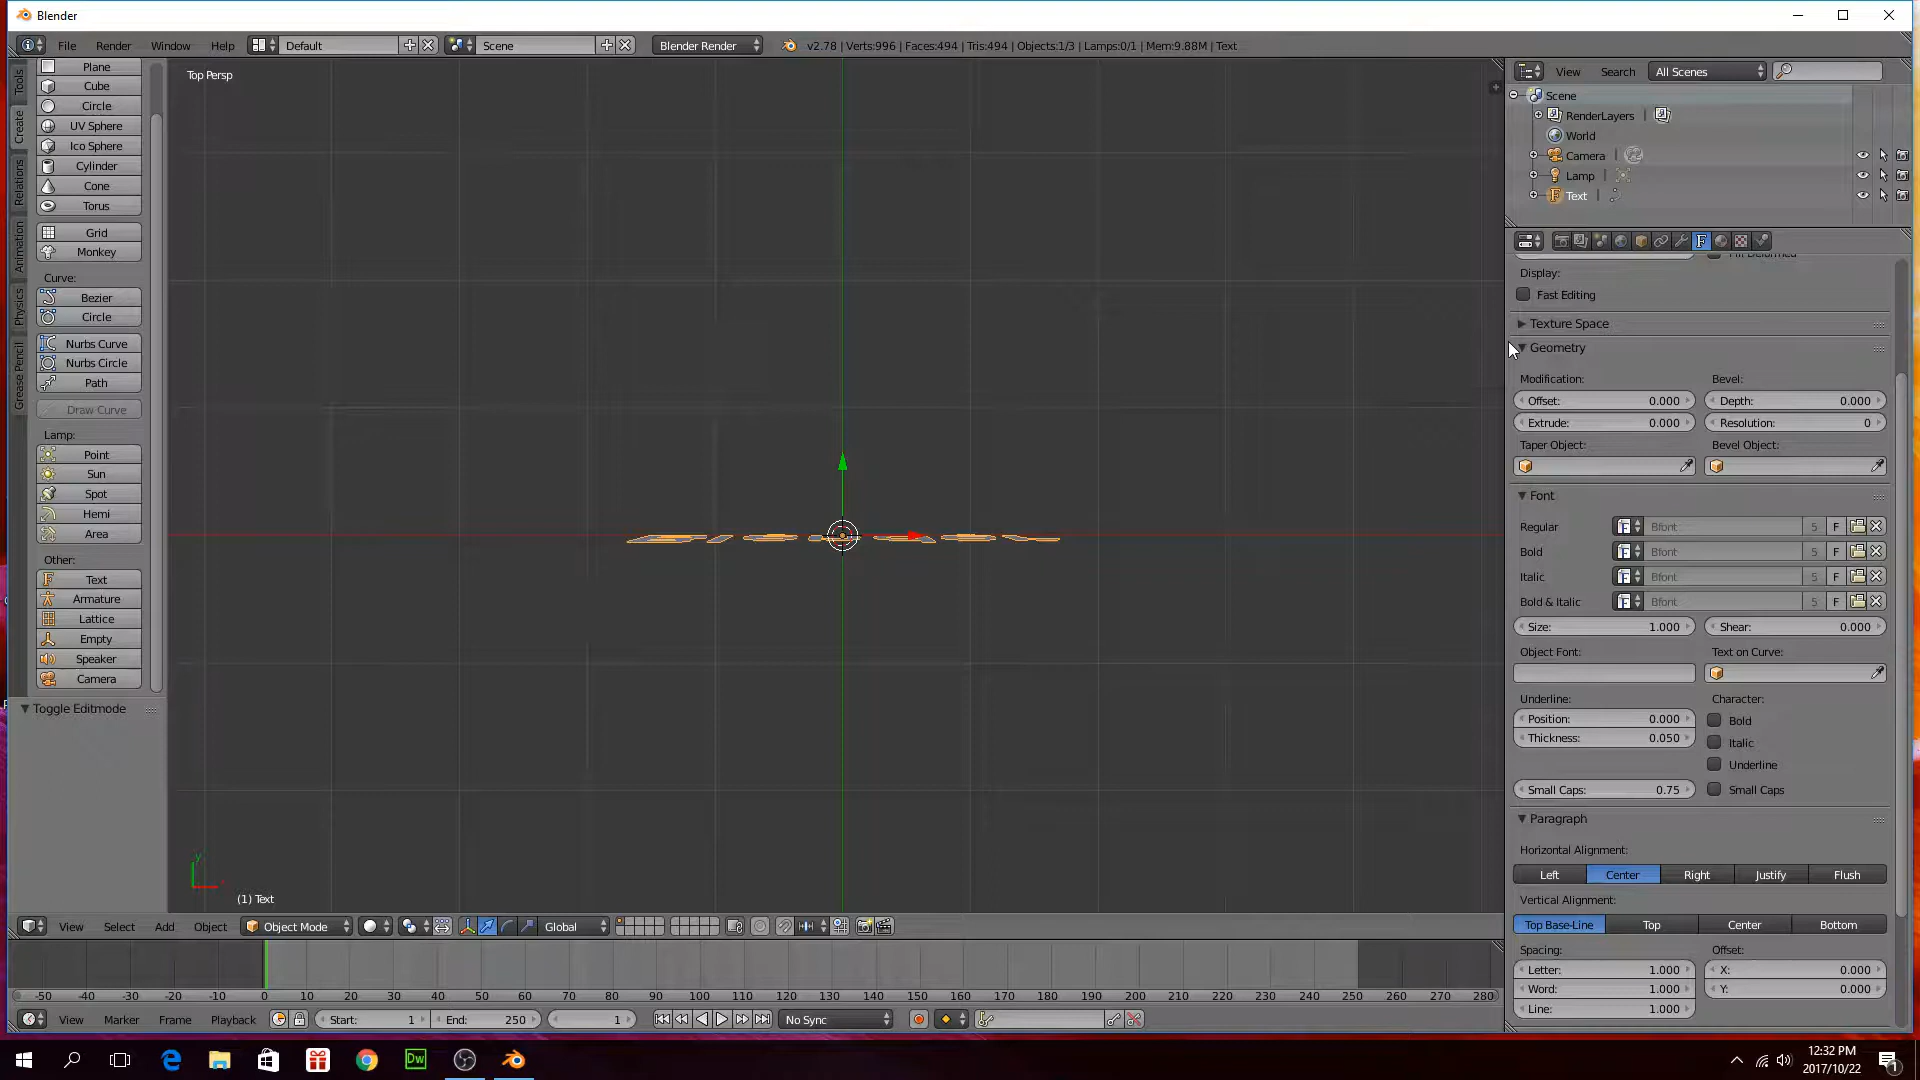 Blender
File Render Window Help Default Scene Blender Render v2.78 | Verts:996 | Faces:494 | Tris:494 | Objects:1/3 | Lamps:0/1 | Mem:9.88M | Text
Tools
Create
Relations
Animation
Physics
Grease Pencil
Plane
Cube
Circle
UV Sphere
Ico Sphere
Cylinder
Cone
Torus
Grid
Monkey
Curve:
Bezier
Circle
Nurbs Curve
Nurbs Circle
Path
Draw Curve
Lamp:
Point
Sun
Spot
Hemi
Area
Other:
Text
Armature
Lattice
Empty
Speaker
Camera
Toggle Editmode
Top Persp
y
(1) Text
View Search All Scenes
Scene
RenderLayers |
World
Camera |
Lamp |
Text |
Fill Deformed
Display:
Fast Editing
Texture Space
Geometry
Modification: Bevel:
Offset: 0.000 Depth: 0.000
Extrude: 0.000 Resolution: 0
Taper Object: Bevel Object:
Font
Regular Bfont 5 F
Bold Bfont 5 F
Italic Bfont 5 F
Bold & Italic Bfont 5 F
Size: 1.000 Shear: 0.000
Object Font: Text on Curve:
Underline: Character:
Position: 0.000 Bold
Thickness: 0.050 Italic
Underline
Small Caps: 0.75 Small Caps
Paragraph
Horizontal Alignment:
Left Center Right Justify Flush
Vertical Alignment:
Top Base-Line Top Center Bottom
Spacing: Offset:
Letter: 1.000 X: 0.000
Word: 1.000 Y: 0.000
Line: 1.000
View Select Add Object Object Mode Global
-50 -40 -30 -20 -10 0 10 20 30 40 50 60 70 80 90 100 110 120 130 140 150 160 170 180 190 200 210 220 230 240 250 260 270 280
View Marker Frame Playback Start: 1 End: 250 1 No Sync
Dw
12:32 PM
2017/10/22
1